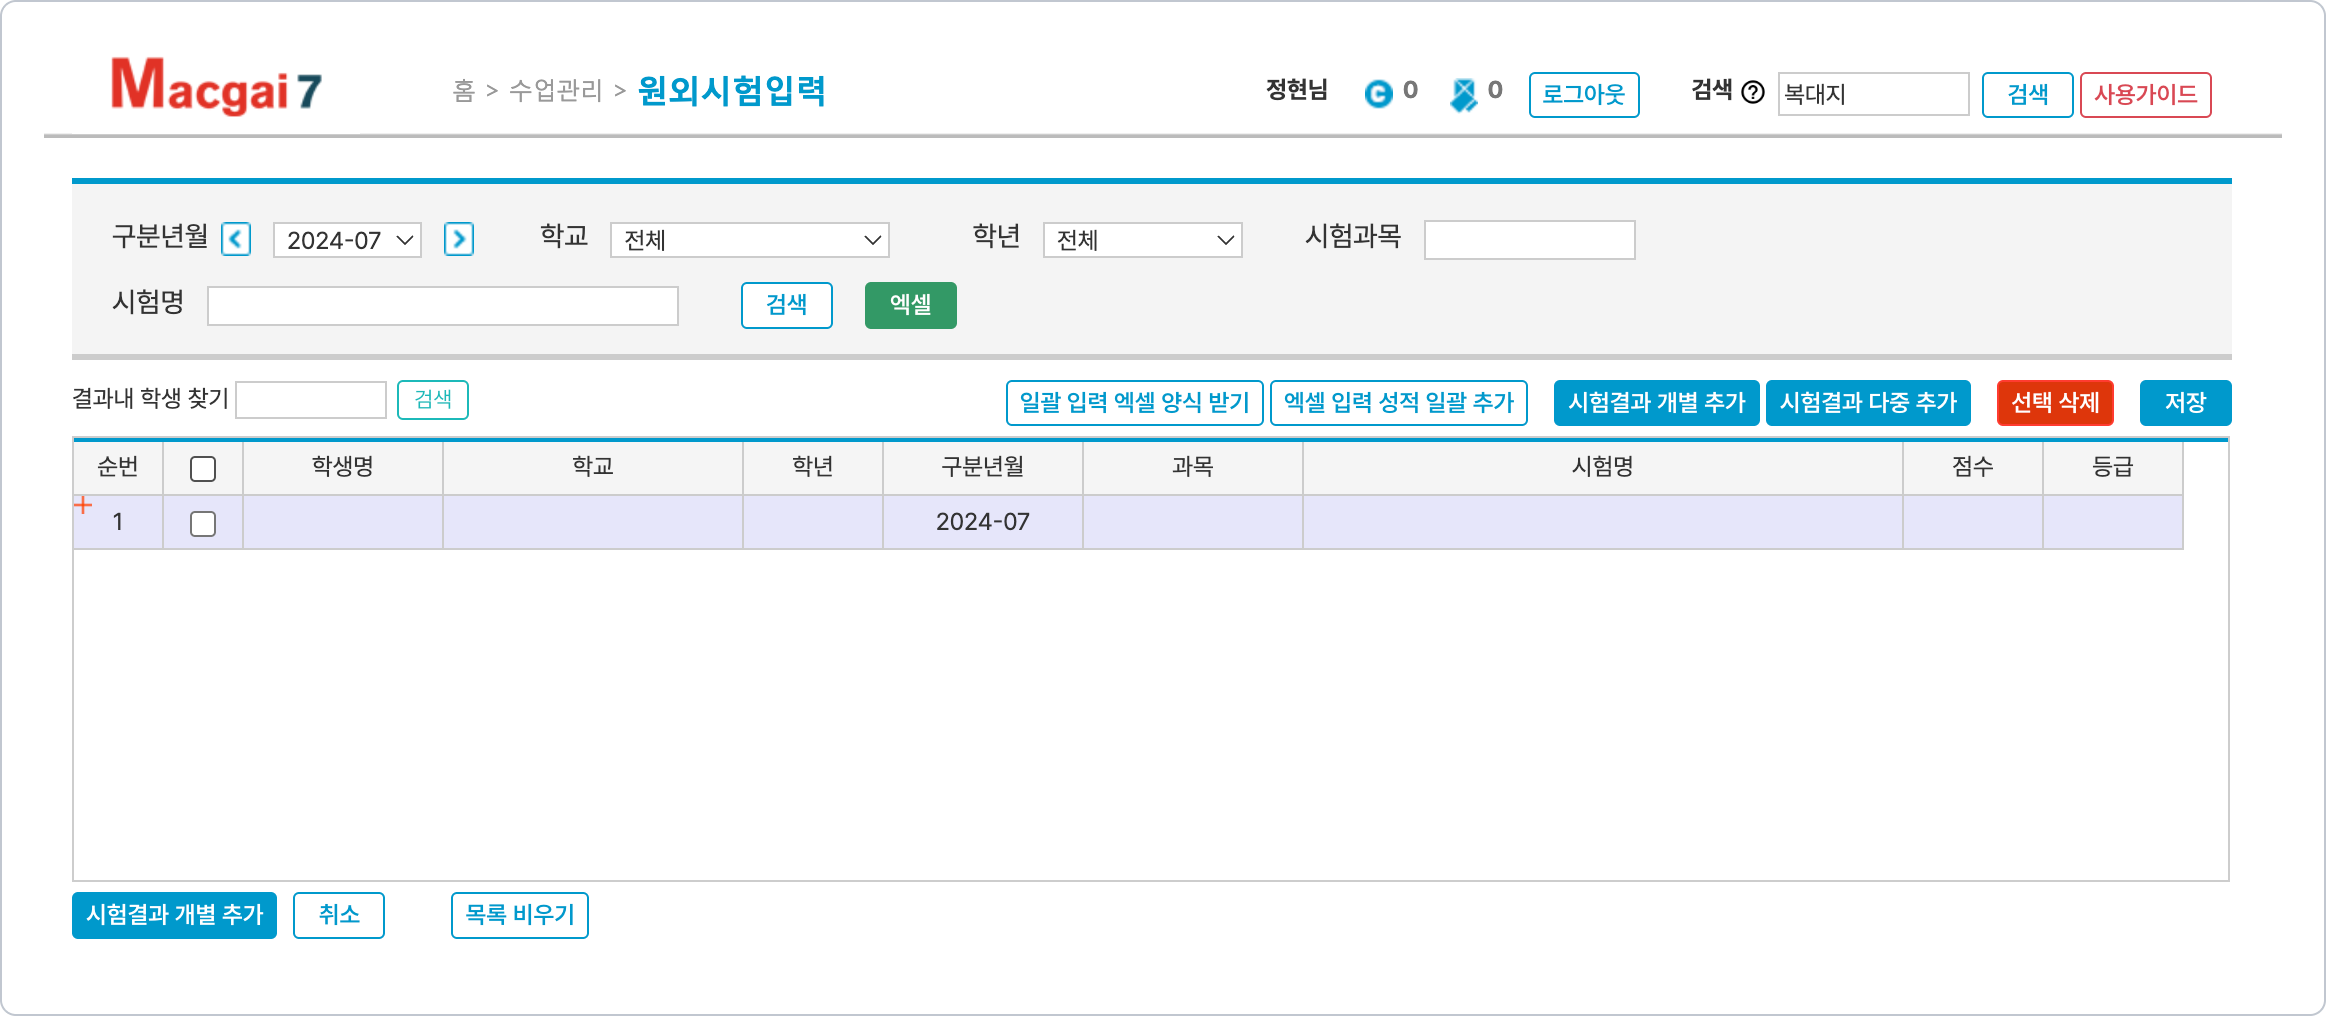 Macgai 7
홈 > 수업관리 > 원외시험입력
정현님 0 0 로그아웃 검색 복대지 검색 사용가이드
구분년월 2024-07 학교 전체 학년 전체 시험과목
시험명 검색 엑셀
결과내 학생 찾기 검색 일괄 입력 엑셀 양식 받기 엑셀 입력 성적 일괄 추가 시험결과 개별 추가 시험결과 다중 추가 선택 삭제 저장
순번 학생명 학교 학년 구분년월 과목 시험명 점수 등급
1 2024-07
시험결과 개별 추가 취소 목록 비우기